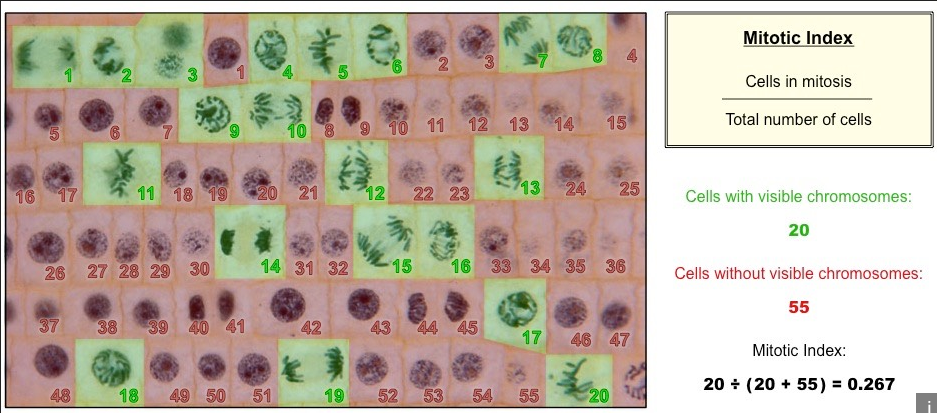 1 2 3 1 4 5 6 2 3 7 8 4
5 6 7 9 10 8 9 10 11 12 13 14 15
16 17 11 18 19 20 21 12 22 23 13 24 25
26 27 28 29 30 14 31 32 15 16 33 34 35 36
37 38 39 40 41 42 43 44 45 17 46 47
48 18 49 50 51 19 52 53 54 55 20
Mitotic Index
Cells in mitosis
Total number of cells
Cells with visible chromosomes:
20
Cells without visible chromosomes:
55
Mitotic Index:
20 ÷ (20 + 55) = 0.267
i